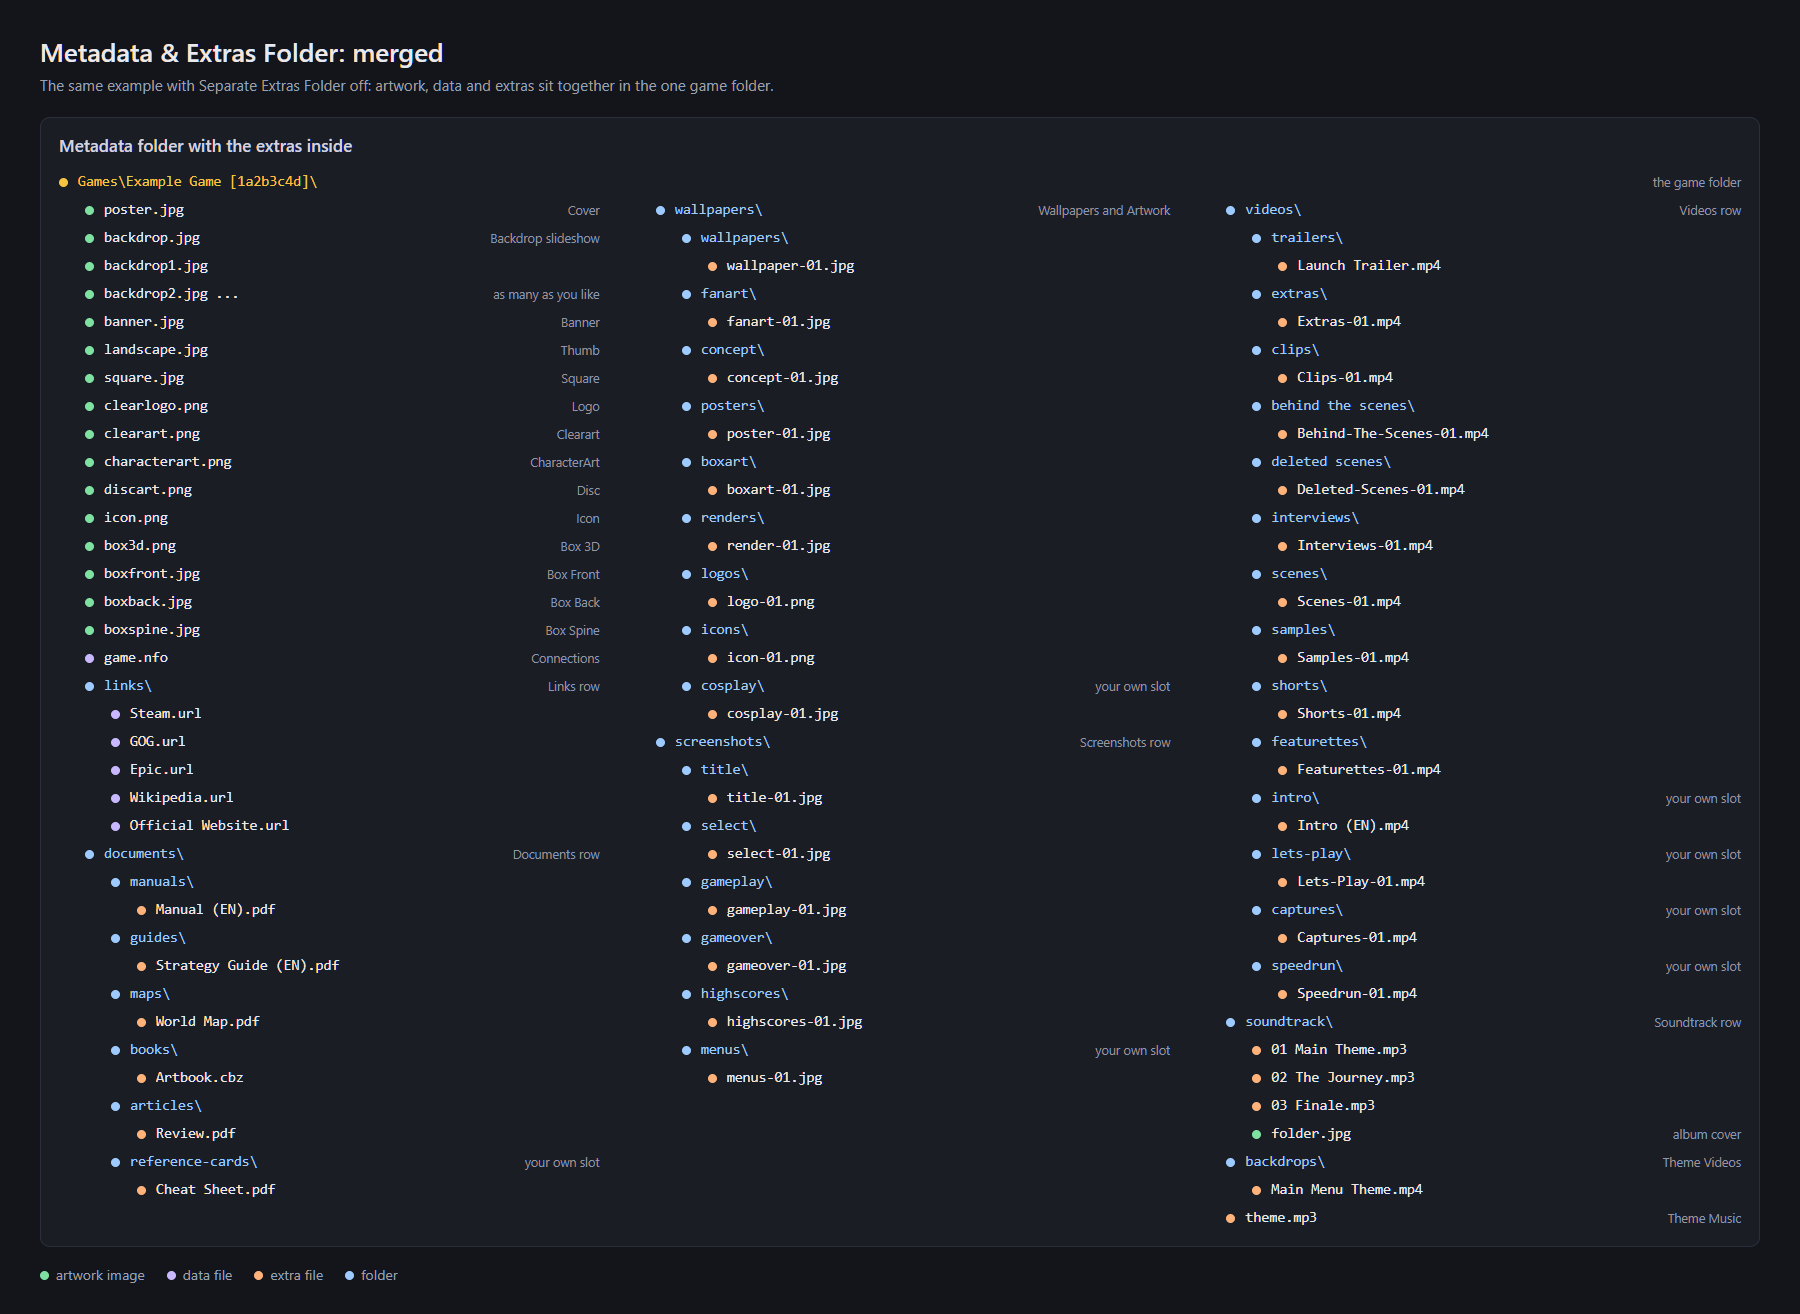 Metadata & Extras Folder: merged
The same example with Separate Extras Folder off: artwork, data and extras sit together in the one game folder.
Metadata folder with the extras inside
Games\Example Game [1a2b3c4d]\ the game folder
poster.jpg Cover
backdrop.jpg Backdrop slideshow
backdrop1.jpg
backdrop2.jpg ... as many as you like
banner.jpg Banner
landscape.jpg Thumb
square.jpg Square
clearlogo.png Logo
clearart.png Clearart
characterart.png CharacterArt
discart.png Disc
icon.png Icon
box3d.png Box 3D
boxfront.jpg Box Front
boxback.jpg Box Back
boxspine.jpg Box Spine
game.nfo Connections
links\ Links row
Steam.url
GOG.url
Epic.url
Wikipedia.url
Official Website.url
documents\ Documents row
manuals\
Manual (EN).pdf
guides\
Strategy Guide (EN).pdf
maps\
World Map.pdf
books\
Artbook.cbz
articles\
Review.pdf
reference-cards\ your own slot
Cheat Sheet.pdf
wallpapers\ Wallpapers and Artwork
wallpapers\
wallpaper-01.jpg
fanart\
fanart-01.jpg
concept\
concept-01.jpg
posters\
poster-01.jpg
boxart\
boxart-01.jpg
renders\
render-01.jpg
logos\
logo-01.png
icons\
icon-01.png
cosplay\ your own slot
cosplay-01.jpg
screenshots\ Screenshots row
title\
title-01.jpg
select\
select-01.jpg
gameplay\
gameplay-01.jpg
gameover\
gameover-01.jpg
highscores\
highscores-01.jpg
menus\ your own slot
menus-01.jpg
videos\ Videos row
trailers\
Launch Trailer.mp4
extras\
Extras-01.mp4
clips\
Clips-01.mp4
behind the scenes\
Behind-The-Scenes-01.mp4
deleted scenes\
Deleted-Scenes-01.mp4
interviews\
Interviews-01.mp4
scenes\
Scenes-01.mp4
samples\
Samples-01.mp4
shorts\
Shorts-01.mp4
featurettes\
Featurettes-01.mp4
intro\ your own slot
Intro (EN).mp4
lets-play\ your own slot
Lets-Play-01.mp4
captures\ your own slot
Captures-01.mp4
speedrun\ your own slot
Speedrun-01.mp4
soundtrack\ Soundtrack row
01 Main Theme.mp3
02 The Journey.mp3
03 Finale.mp3
folder.jpg album cover
backdrops\ Theme Videos
Main Menu Theme.mp4
theme.mp3 Theme Music
artwork image data file extra file folder